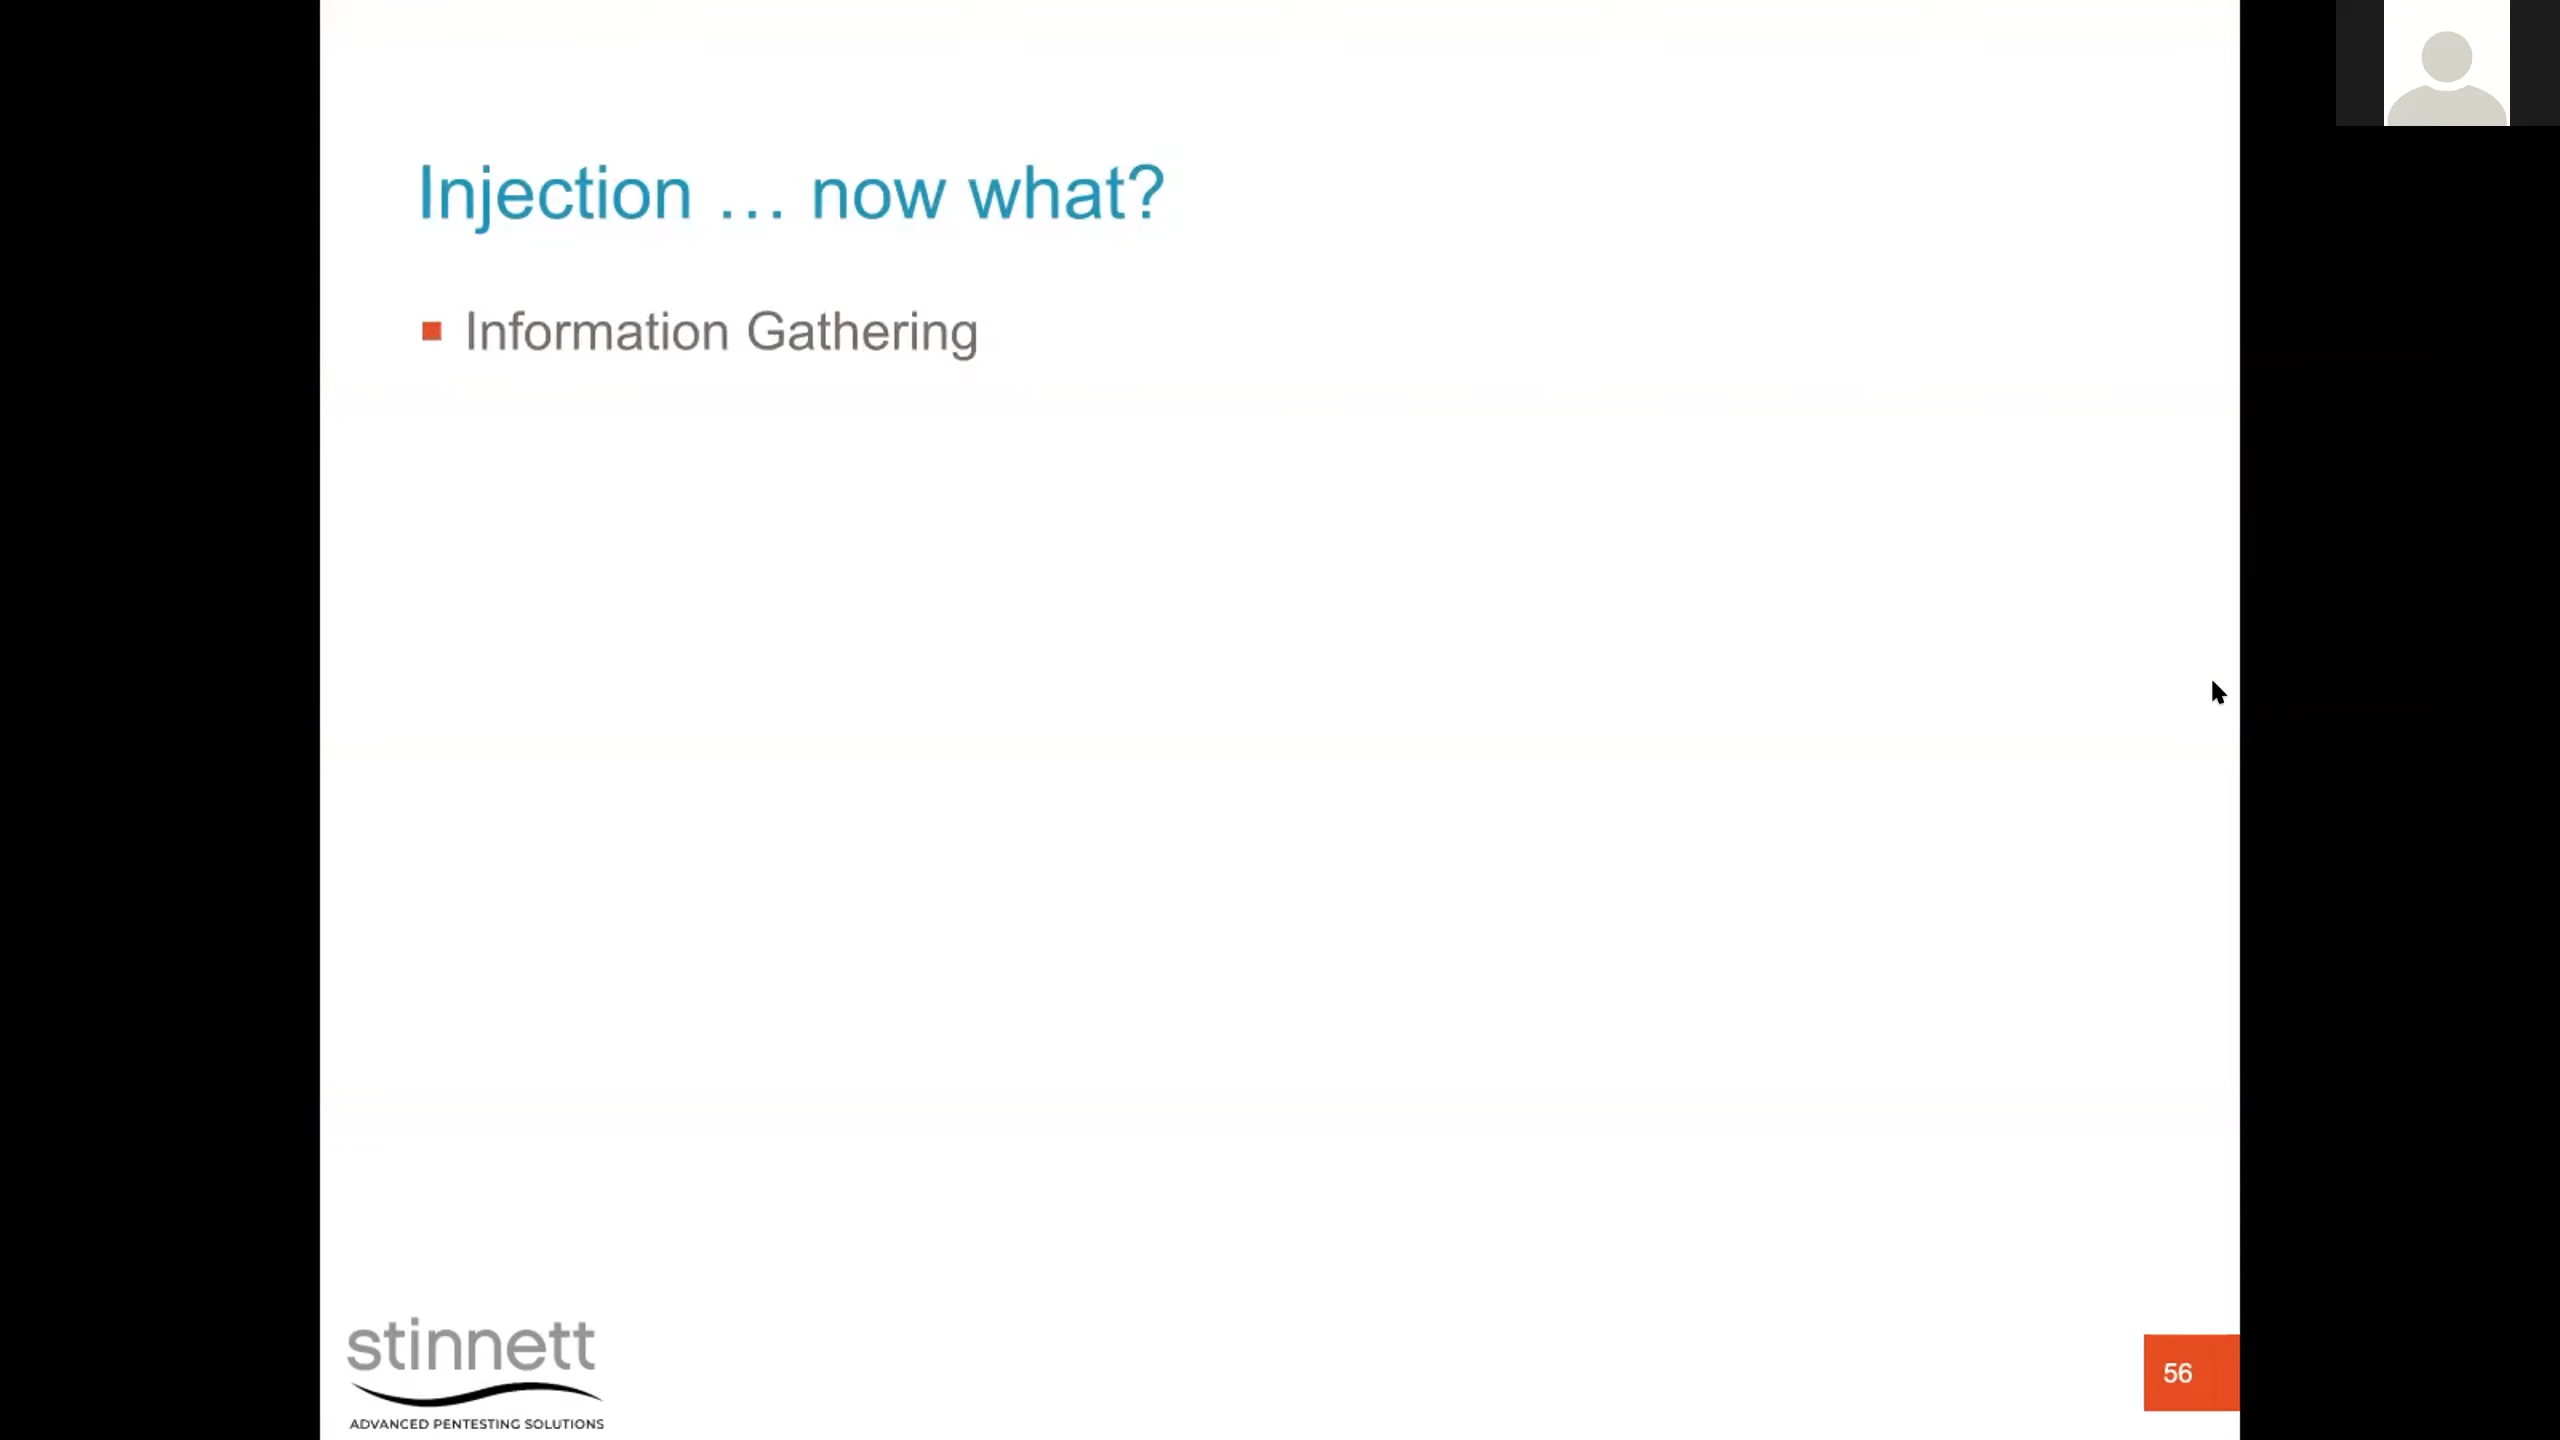 Injection … now what?
Information Gathering
stinnett
ADVANCED PENTESTING SOLUTIONS
56